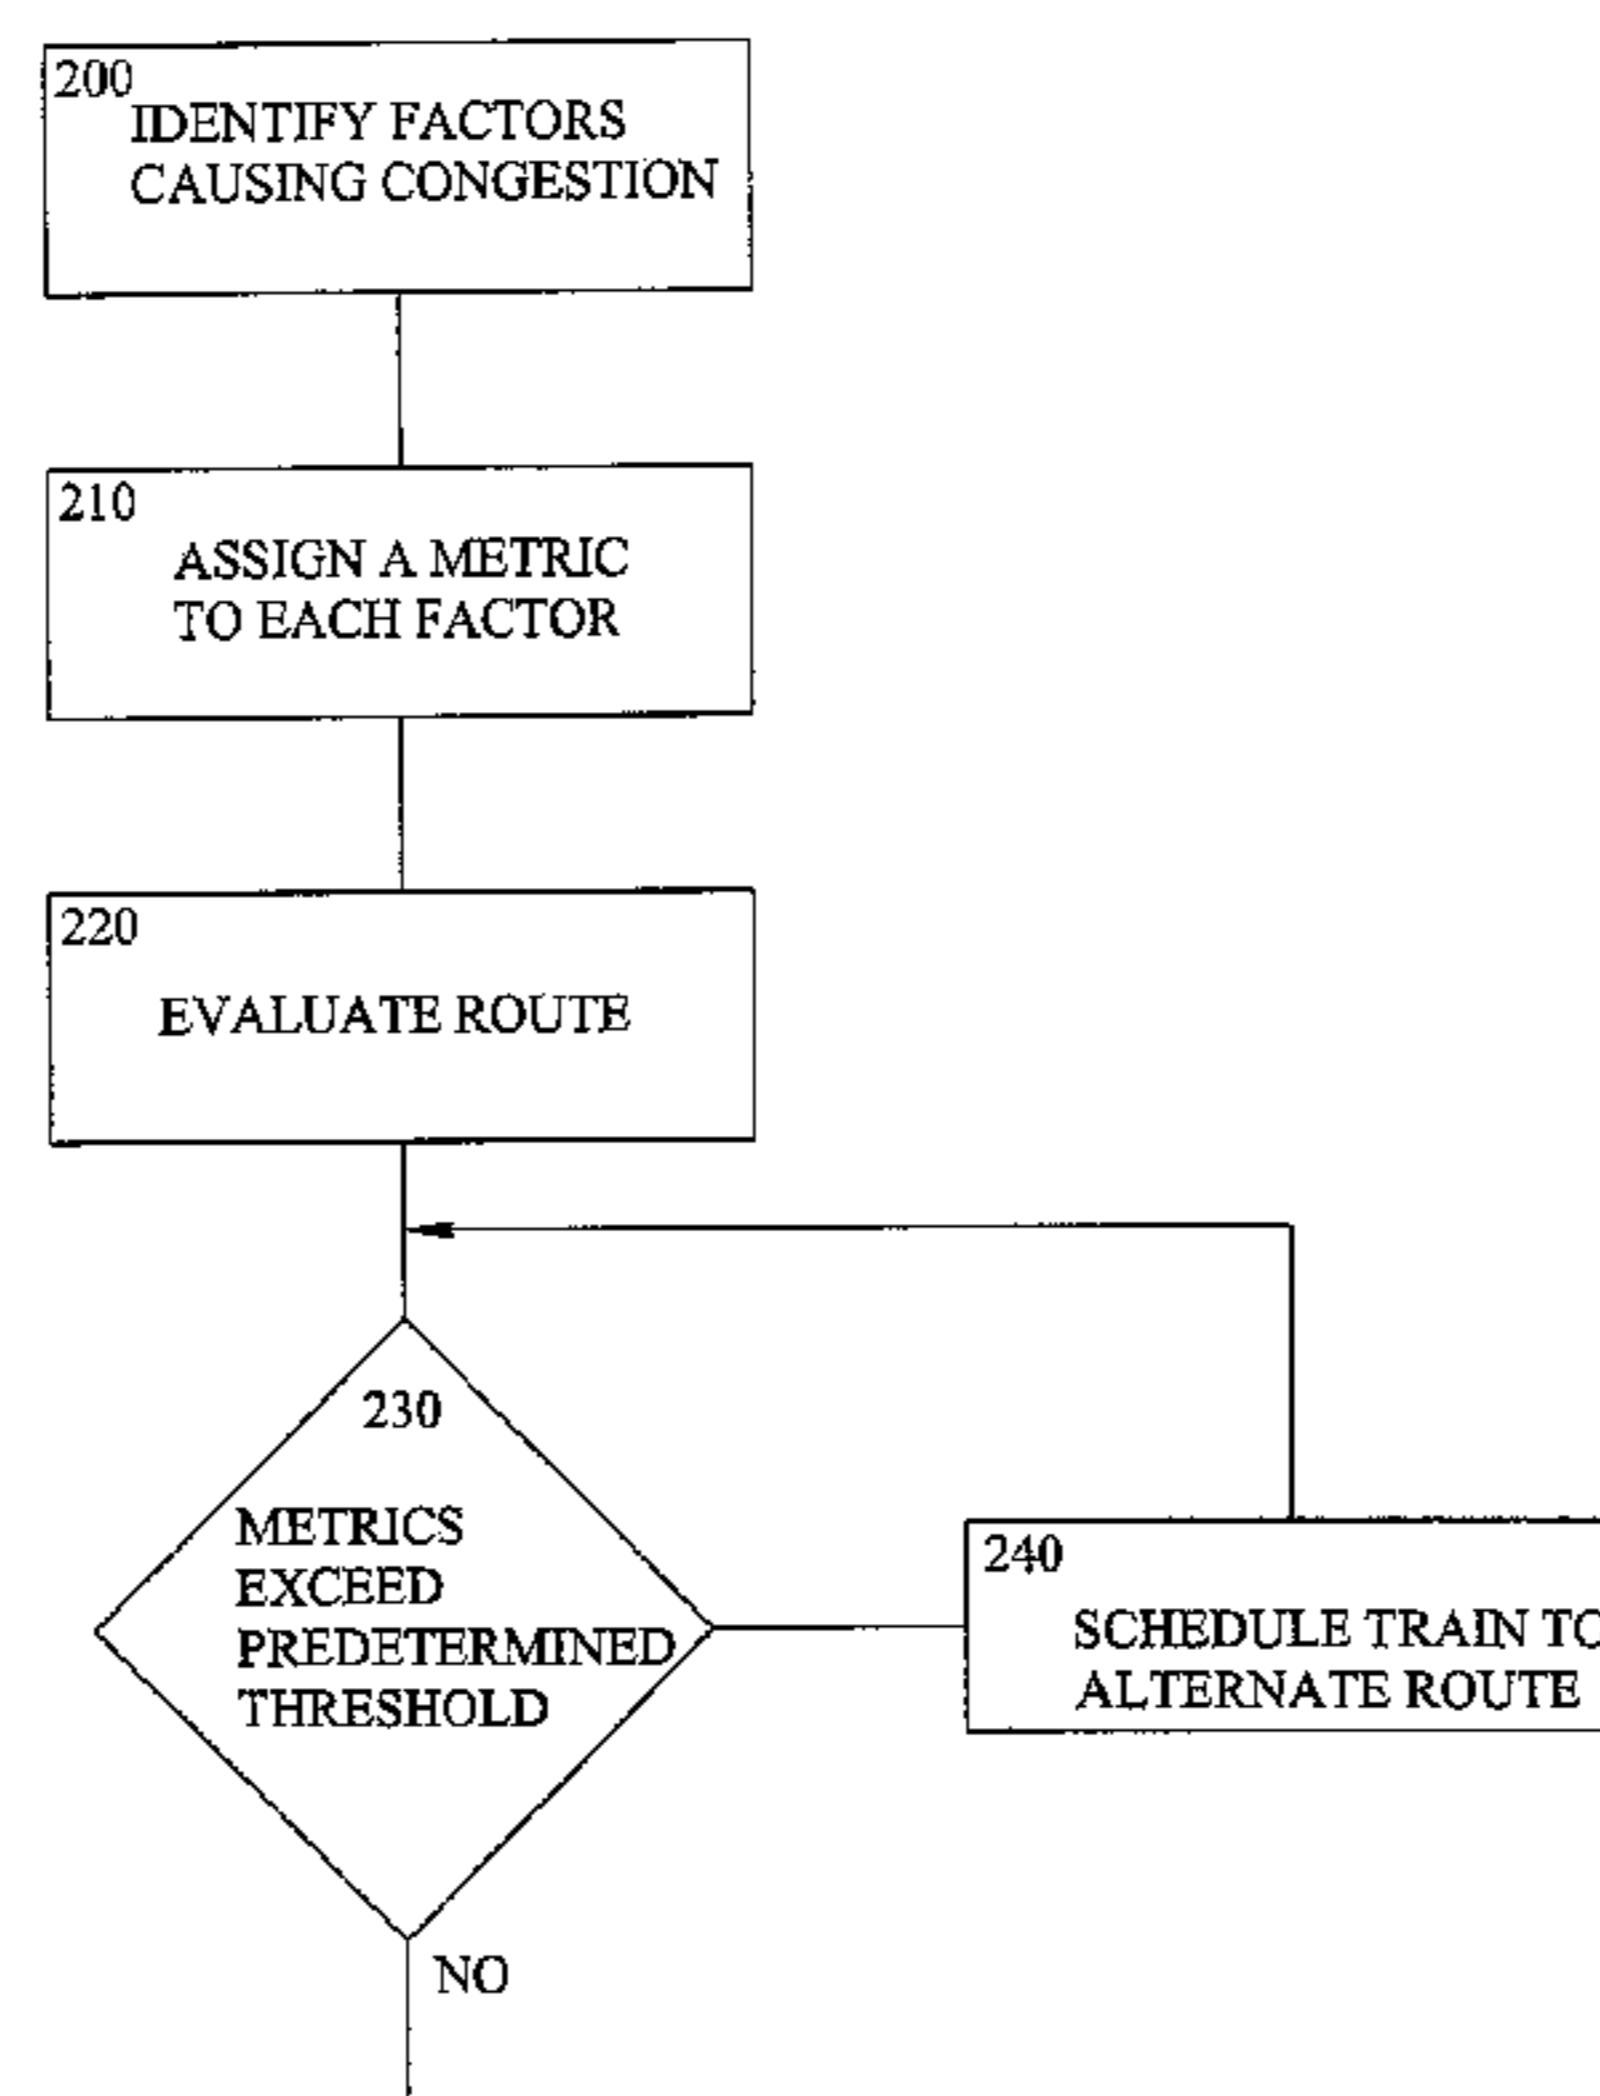 200
IDENTIFY FACTORS
CAUSING CONGESTION
210
ASSIGN A METRIC
TO EACH FACTOR
220
EVALUATE ROUTE
230
METRICS
EXCEED
PREDETERMINED
THRESHOLD
240
SCHEDULE TRAIN TO
ALTERNATE ROUTE
NO